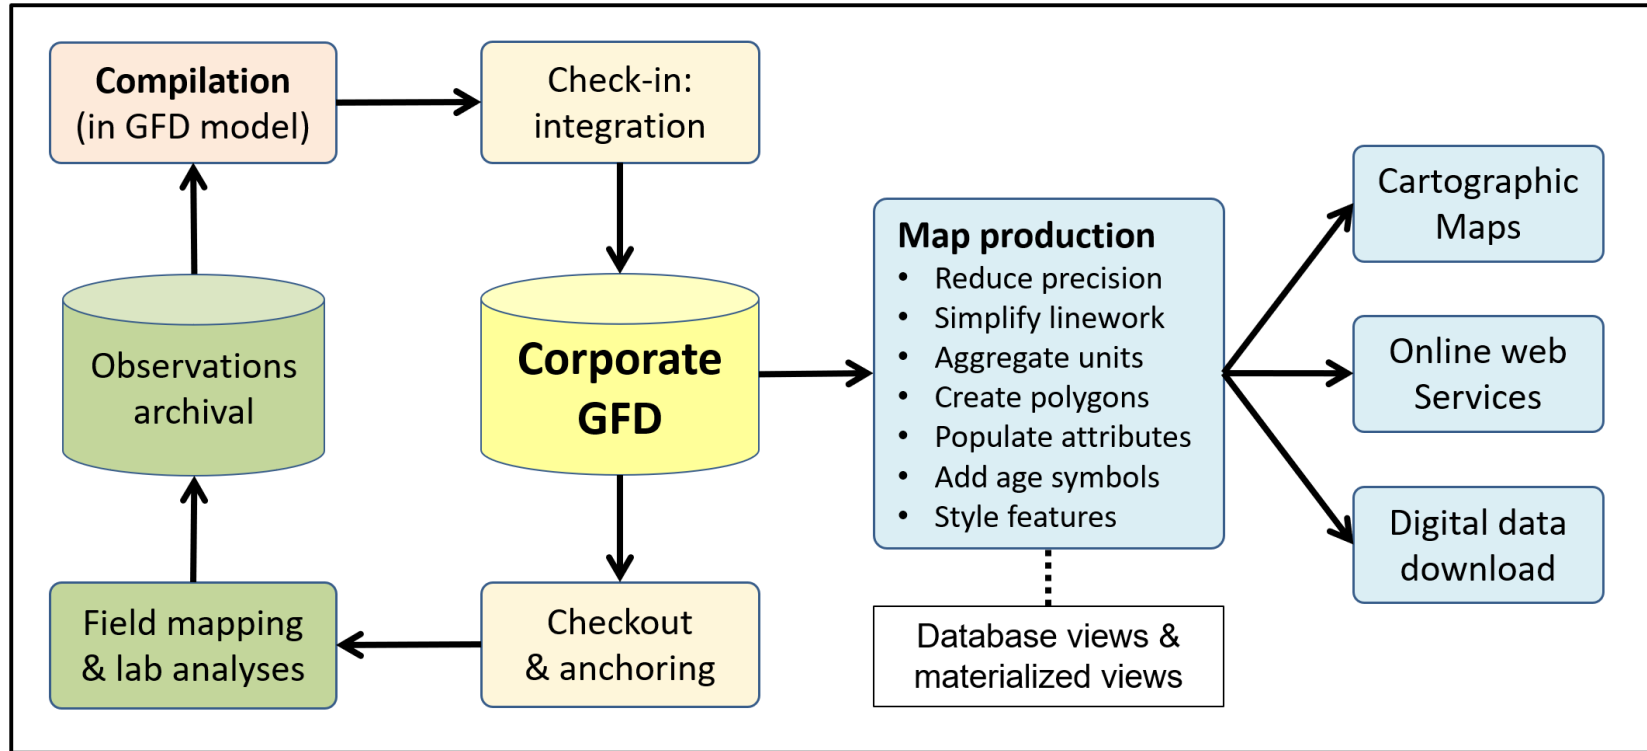 Compilation
(in GFD model)
Check-in:
integration
Observations
archival
Corporate
GFD
Field mapping
& lab analyses
Checkout
& anchoring
Map production
• Reduce precision
• Simplify linework
• Aggregate units
• Create polygons
• Populate attributes
• Add age symbols
• Style features
Database views &
materialized views
Cartographic
Maps
Online web
Services
Digital data
download